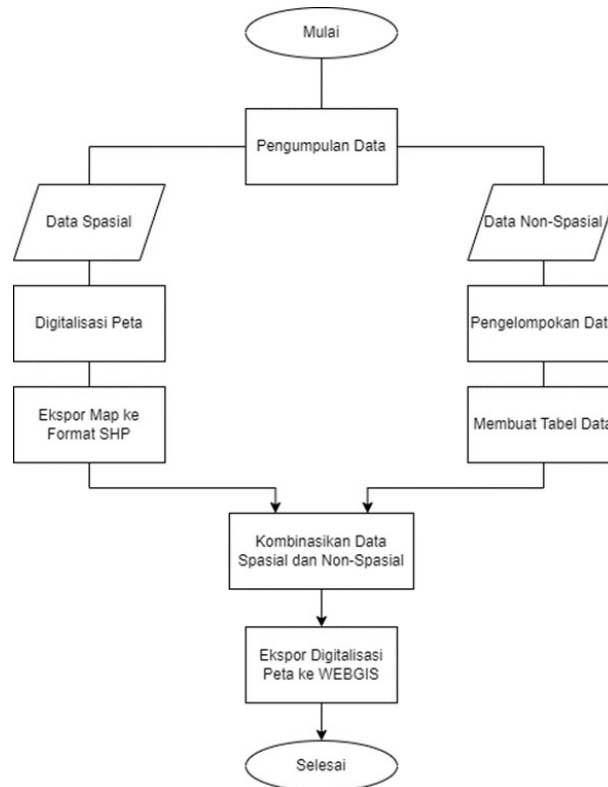 Mulai
Pengumpulan Data
Data Spasial
Data Non-Spasial
Digitalisasi Peta
Pengelompokan Dat
Ekspor Map ke
Format SHP
Membuat Tabel Data
Kombinasikan Data
Spasial dan Non-Spasial
Ekspor Digitalisasi
Peta ke WEBGIS
Selesai